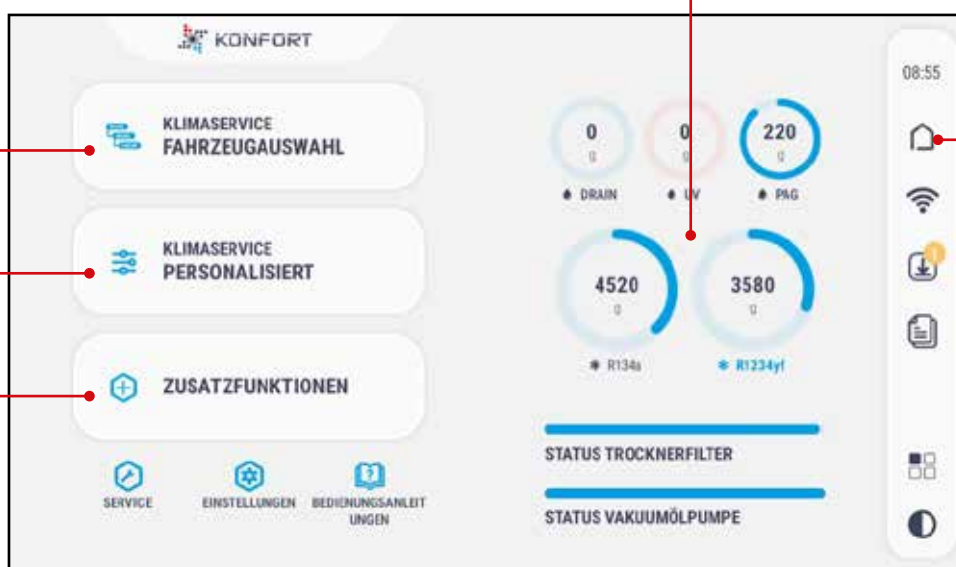 KONFORT
08:55
KLIMASERVICE
FAHRZEUGAUSWAHL
KLIMASERVICE
PERSONALISIERT
ZUSATZFUNKTIONEN
SERVICE
EINSTELLUNGEN
BEDIENUNGSANLEIT
UNGEN
0
g
DRAIN
0
g
UV
220
g
PAG
4520
g
R134a
3580
g
R1234yf
STATUS TROCKNERFILTER
STATUS VAKUUMÖLPUMPE
1